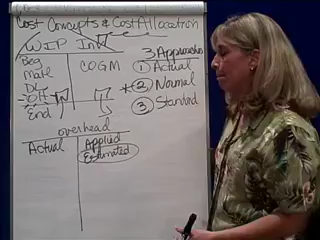 Cost Concepts & Cost Allocation
WIP Inv
Beg
mate
DL
OH
End
COGM
3 Approaches
① Actual
* ② Normal
③ Standard
overhead
Actual
Applied
Estimated